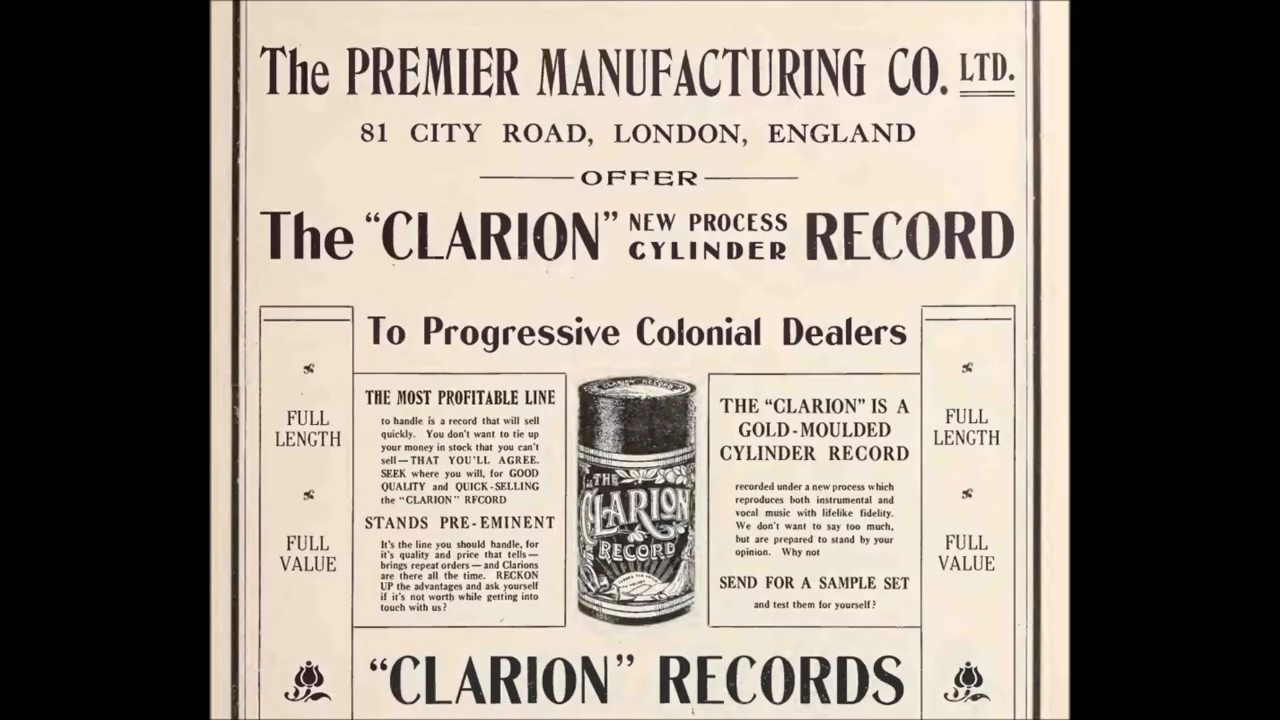 The PREMIER MANUFACTURING CO. LTD.
81 CITY ROAD, LONDON, ENGLAND
OFFER
The "CLARION" NEW PROCESS CYLINDER RECORD
To Progressive Colonial Dealers
FULL
LENGTH
FULL
VALUE
THE MOST PROFITABLE LINE
to handle is a record that will sell
quickly. You don't want to tie up
your money in stock that you can't
sell—THAT YOU'LL AGREE.
SEEK where you will, for GOOD
QUALITY and QUICK-SELLING
the "CLARION" RFCORD
STANDS PRE-EMINENT
It's the line you should handle, for
it's quality and price that tells—
brings repeat orders—and Clarions
are there all the time. RECKON
UP the advantages and ask yourself
if it's not worth while getting into
touch with us?
"CLARION" RECORD
THE
CLARION
RECORD
THE "CLARION" IS A
GOLD-MOULDED
CYLINDER RECORD
recorded under a new process which
reproduces both instrumental and
vocal music with lifelike fidelity.
We don't want to say too much,
but are prepared to stand by your
opinion. Why not
SEND FOR A SAMPLE SET
and test them for yourself?
FULL
LENGTH
FULL
VALUE
"CLARION" RECORDS